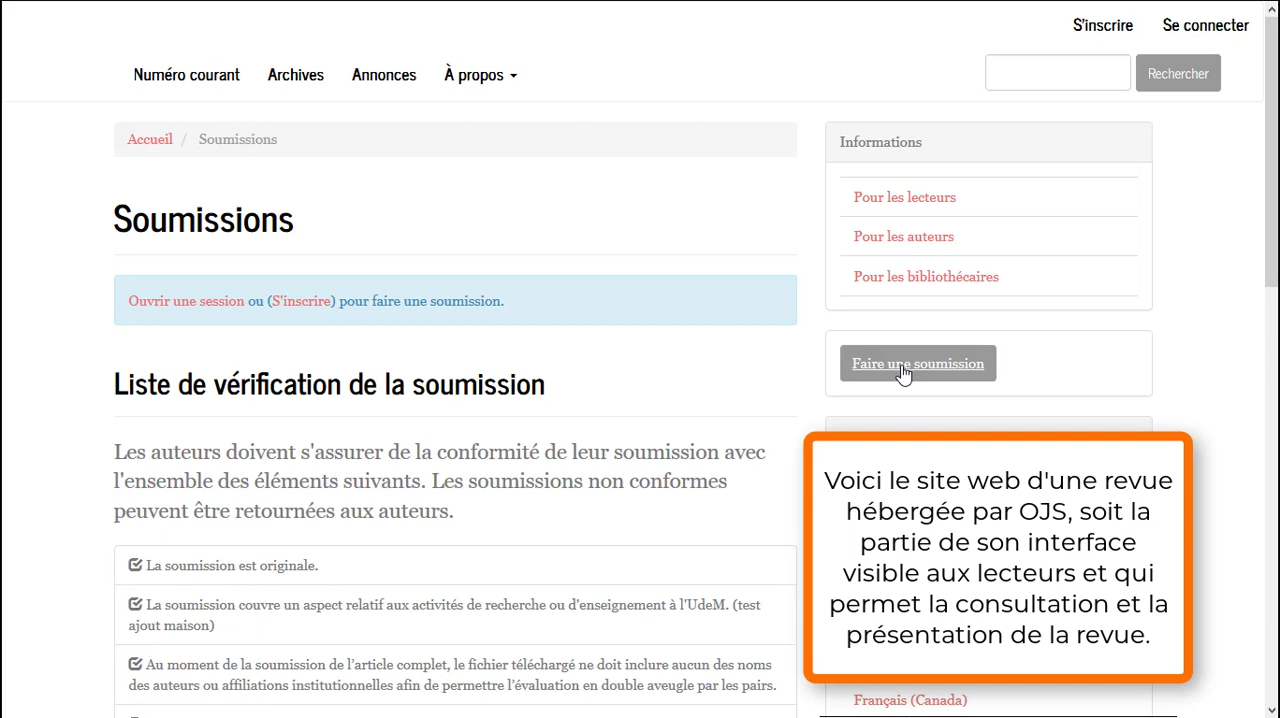 S'inscrire Se connecter
Numéro courant Archives Annonces À propos
Rechercher
Accueil / Soumissions
Soumissions
Ouvrir une session ou (S'inscrire) pour faire une soumission.
Liste de vérification de la soumission
Les auteurs doivent s'assurer de la conformité de leur soumission avec
l'ensemble des éléments suivants. Les soumissions non conformes
peuvent être retournées aux auteurs.
La soumission est originale.
La soumission couvre un aspect relatif aux activités de recherche ou d'enseignement à l'UdeM. (test
ajout maison)
Au moment de la soumission de l’article complet, le fichier téléchargé ne doit inclure aucun des noms
des auteurs ou affiliations institutionnelles afin de permettre l’évaluation en double aveugle par les pairs.
Informations
Pour les lecteurs
Pour les auteurs
Pour les bibliothécaires
Faire une soumission
Voici le site web d'une revue
hébergée par OJS, soit la
partie de son interface
visible aux lecteurs et qui
permet la consultation et la
présentation de la revue.
Français (Canada)